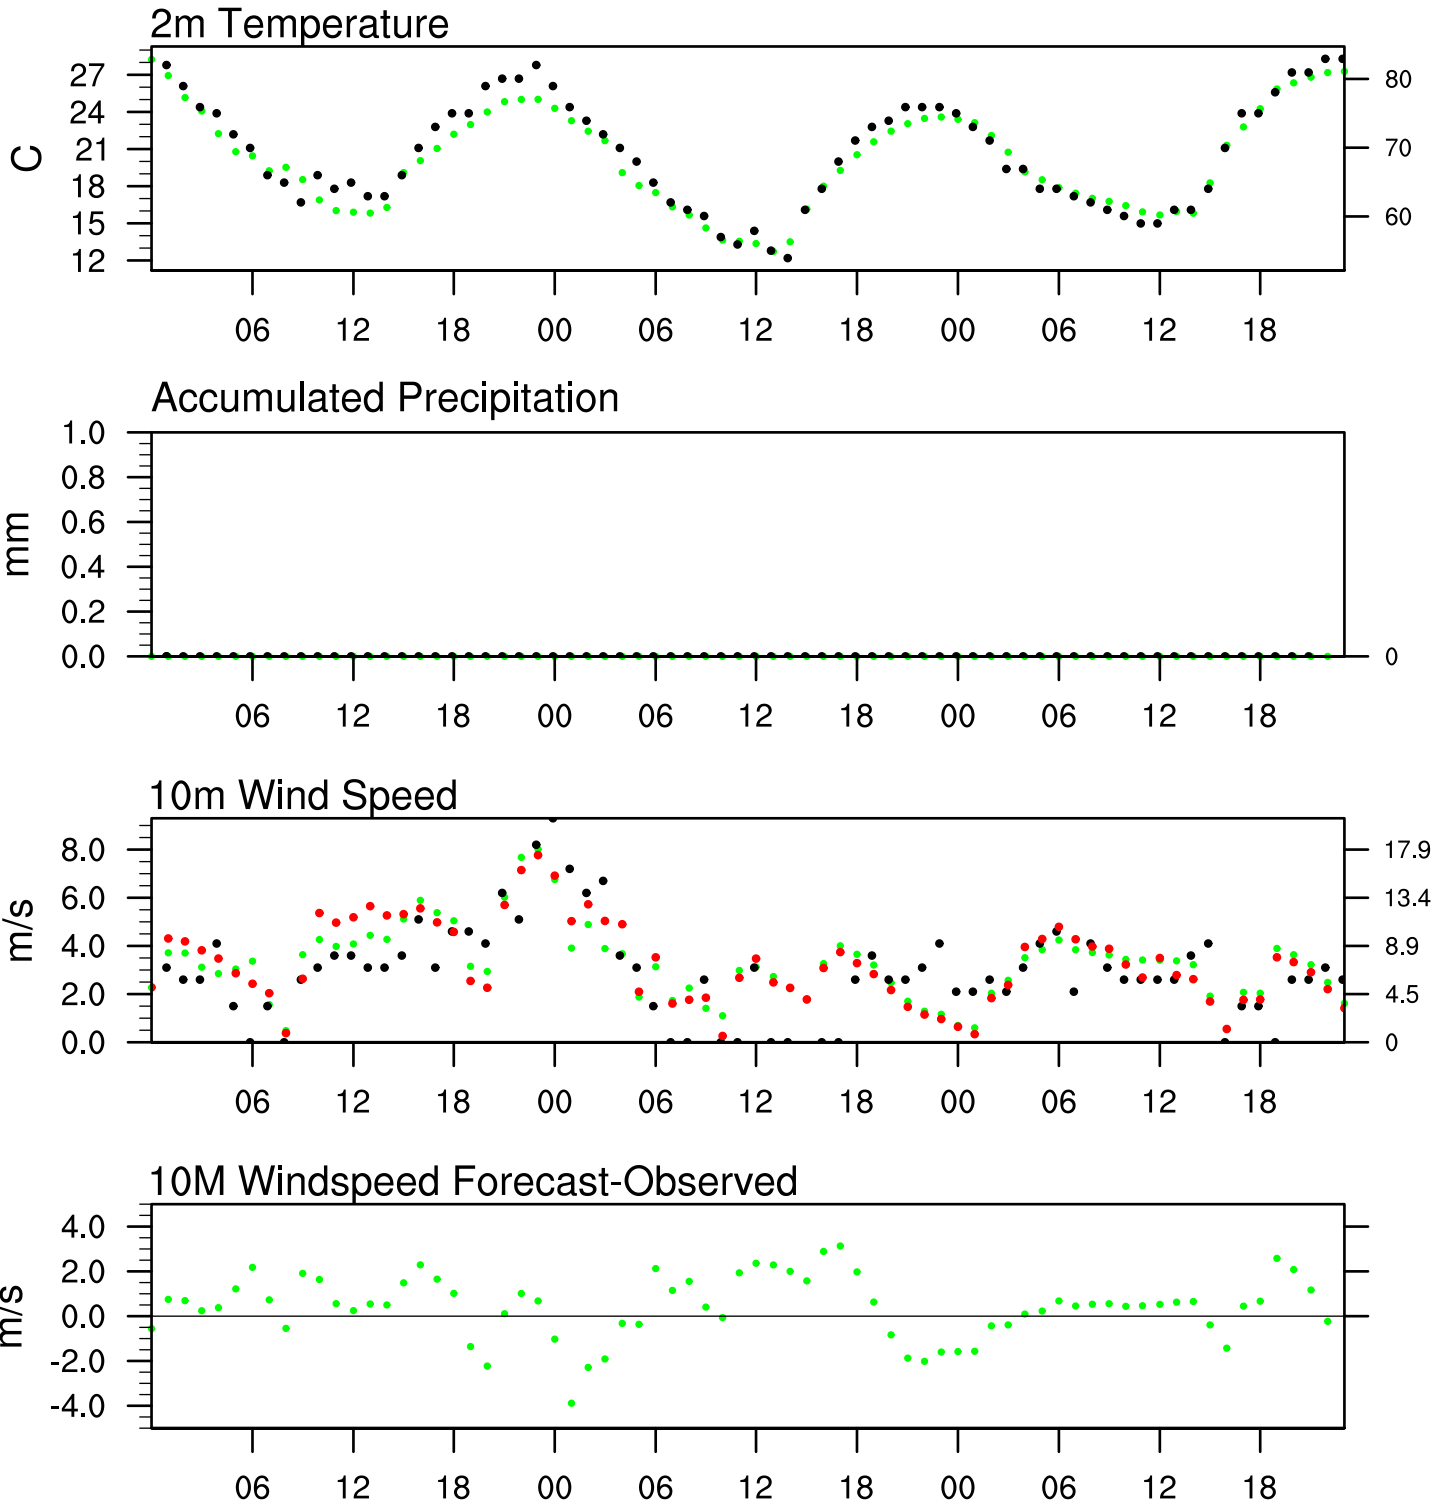 2m Temperature
27
24
21
18
15
12
C
80
70
60
06 12 18 00 06 12 18 00 06 12 18
Accumulated Precipitation
1.0
0.8
0.6
0.4
0.2
0.0
mm
0
06 12 18 00 06 12 18 00 06 12 18
10m Wind Speed
8.0
6.0
4.0
2.0
0.0
m/s
17.9
13.4
8.9
4.5
0
06 12 18 00 06 12 18 00 06 12 18
10M Windspeed Forecast-Observed
4.0
2.0
0.0
-2.0
-4.0
m/s
06 12 18 00 06 12 18 00 06 12 18